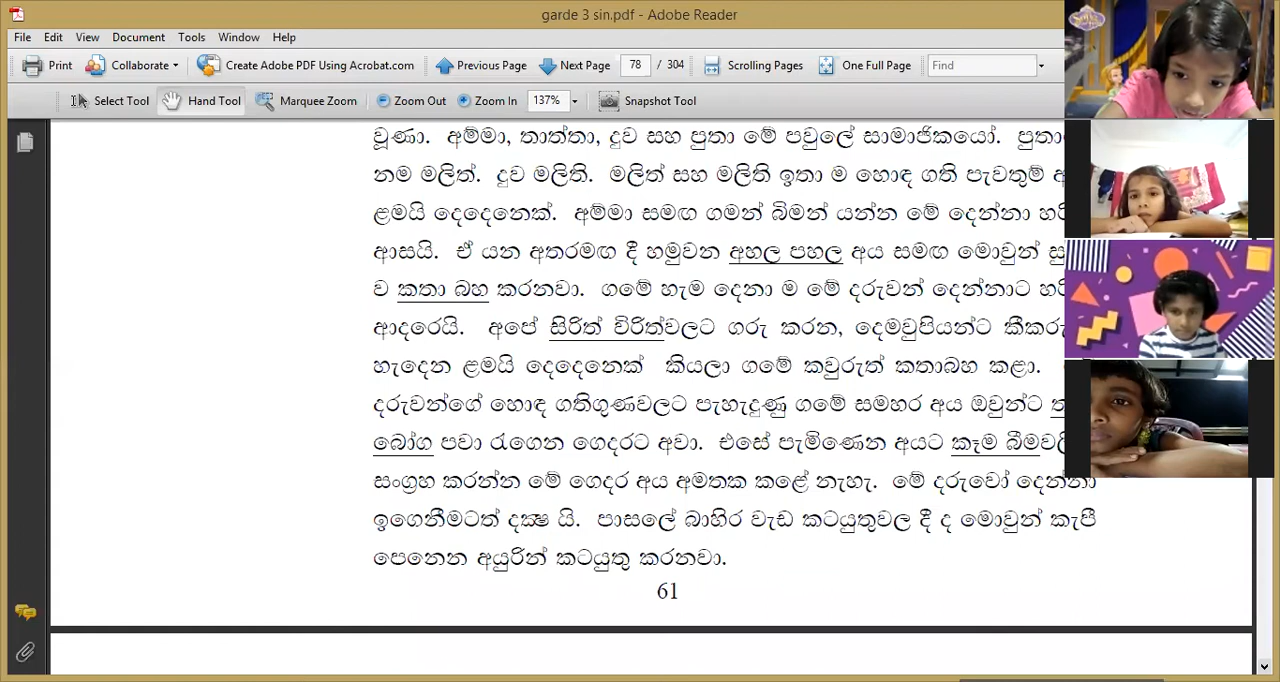 garde 3 sin.pdf - Adobe Reader
File Edit View Document Tools Window Help
Print Collaborate Create Adobe PDF Using Acrobat.com Previous Page Next Page 78 / 304 Scrolling Pages One Full Page Find
Select Tool Hand Tool Marquee Zoom Zoom Out Zoom In 137% Snapshot Tool
වූණා. අම්මා, තාත්තා, දුව සහ පුතා මේ පවුලේ සාමාජිකයෝ.
නම මලිත්. දුව මලිති. මලිත් සහ මලිති ඉතා ම හොඳ ගති පැවතුම්
ළමයි දෙදෙනෙක්. අම්මා සමඟ ගමන් බිමන් යන්න මේ දෙන්නා
ආසයි. ඒ යන අතරමඟ දී හමුවන අහල පහල අය සමඟ මොවුන්
ව කතා බහ කරනවා. ගමේ හැම දෙනා ම මේ දරුවන් දෙන්නාට
ආදරෙයි. අපේ සිරිත් විරිත්වලට ගරු කරන, දෙමවුපියන්ට
හැදෙන ළමයි දෙදෙනෙක් කියලා ගමේ කවුරුත් කතාබහ කළා.
දරුවන්ගේ හොඳ ගතිගුණවලට පැහැදුණු ගමේ සමහර අය ඔවුන්ට
බෝග පවා රැගෙන ගෙදරට අවා. එසේ පැමිණෙන අයට කෑම
සංග්‍රහ කරන්න මේ ගෙදර අය අමතක කළේ නැහැ. මේ දරුවෝ දෙන්නා
ඉගෙනීමටත් දක්‍ෂ යි. පාසලේ බාහිර වැඩ කටයුතුවල දී ද මොවුන් කැපී
පෙනෙන අයුරින් කටයුතු කරනවා.
61